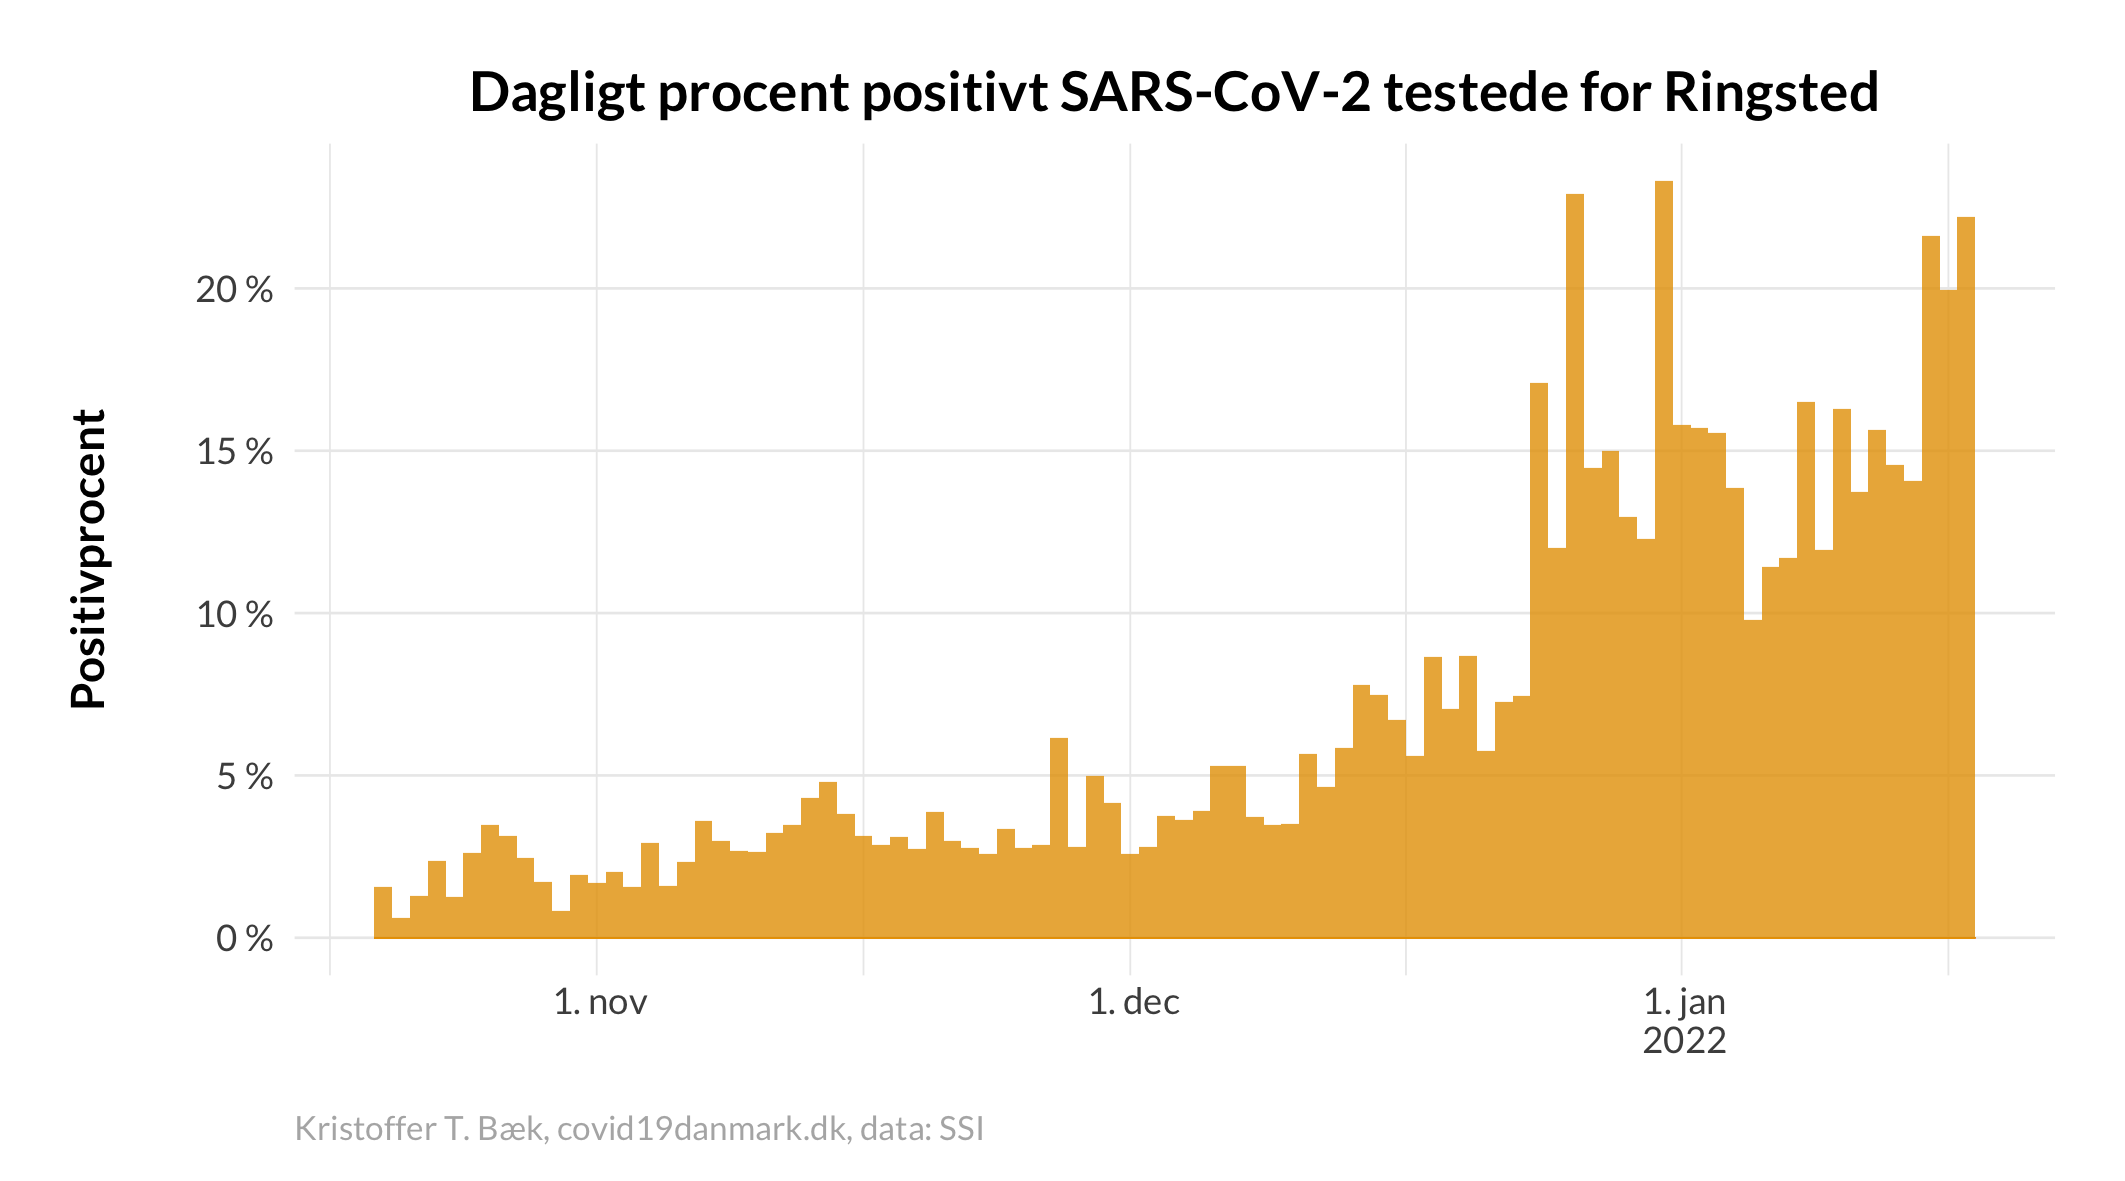 Dagligt procent positivt SARS-CoV-2 testede for Ringsted
Positivprocent
20 %
15 %
10 %
5 %
0 %
1. nov
1. dec
1. jan
2022
Kristoffer T. Bæk, covid19danmark.dk, data: SSI